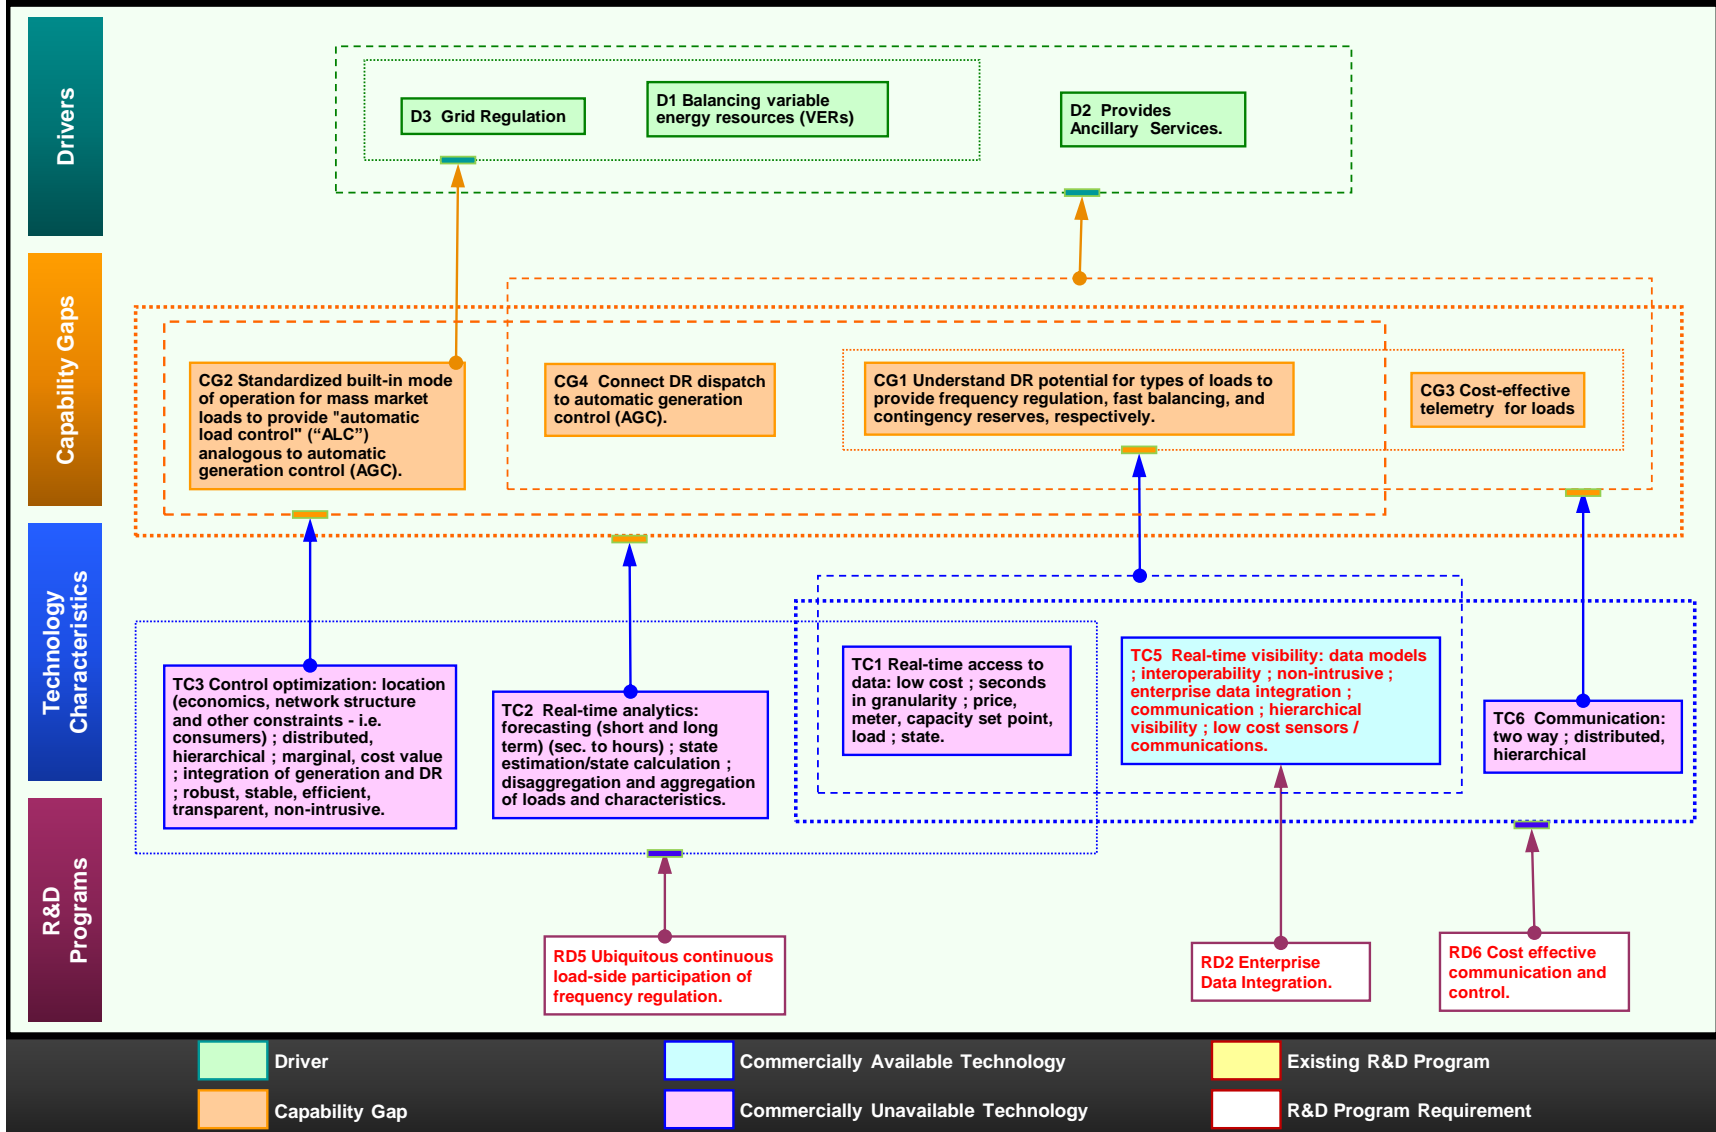 Drivers
D3 Grid Regulation
D1 Balancing variable
energy resources (VERs)
D2 Provides
Ancillary Services.
Capability Gaps
CG2 Standardized built-in mode
of operation for mass market
loads to provide "automatic
load control" (“ALC”)
analogous to automatic
generation control (AGC).
CG4 Connect DR dispatch
to automatic generation
control (AGC).
CG1 Understand DR potential for types of loads to
provide frequency regulation, fast balancing, and
contingency reserves, respectively.
CG3 Cost-effective
telemetry for loads
Technology
Characteristics
TC3 Control optimization: location
(economics, network structure
and other constraints - i.e.
consumers) ; distributed,
hierarchical ; marginal, cost value
; integration of generation and DR
; robust, stable, efficient,
transparent, non-intrusive.
TC2 Real-time analytics:
forecasting (short and long
term) (sec. to hours) ; state
estimation/state calculation ;
disaggregation and aggregation
of loads and characteristics.
TC1 Real-time access to
data: low cost ; seconds
in granularity ; price,
meter, capacity set point,
load ; state.
TC5 Real-time visibility: data models
; interoperability ; non-intrusive ;
enterprise data integration ;
communication ; hierarchical
visibility ; low cost sensors /
communications.
TC6 Communication:
two way ; distributed,
hierarchical
R&D
Programs
RD5 Ubiquitous continuous
load-side participation of
frequency regulation.
RD2 Enterprise
Data Integration.
RD6 Cost effective
communication and
control.
Driver
Commercially Available Technology
Existing R&D Program
Capability Gap
Commercially Unavailable Technology
R&D Program Requirement